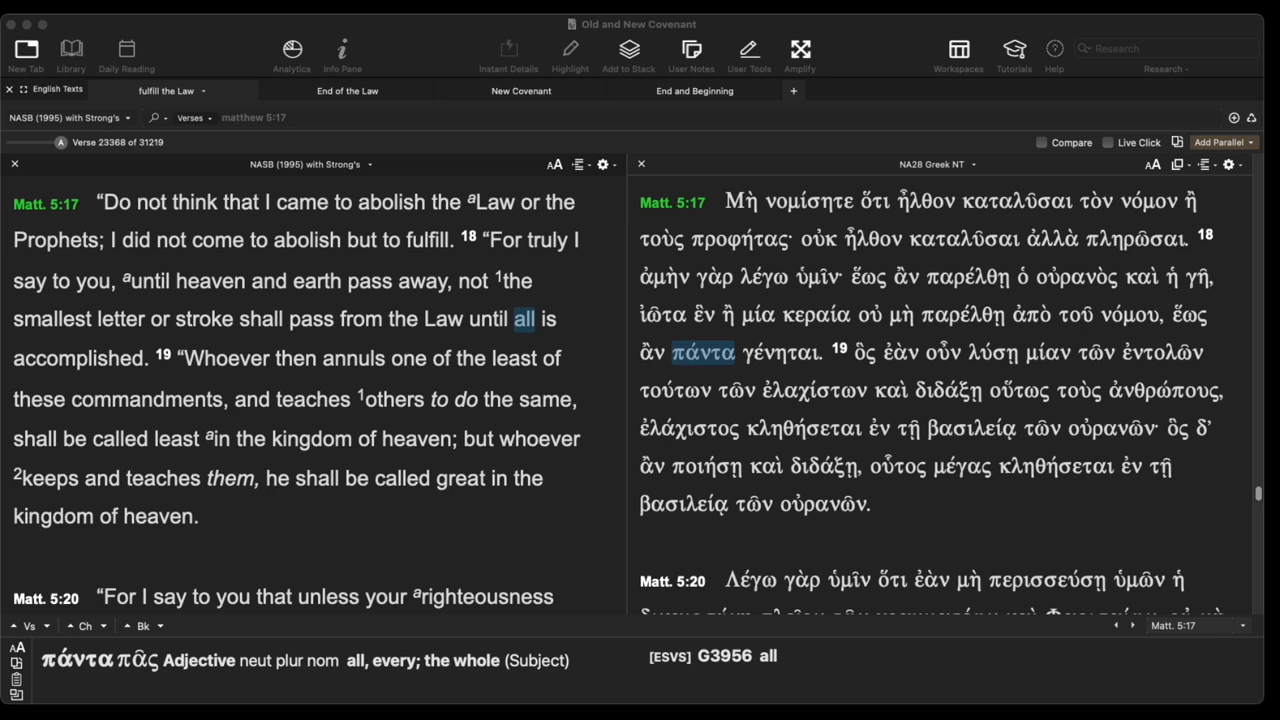 Old and New Covenant
New Tab Library Daily Reading Analytics Info Pane Instant Details Highlight Add to Stack User Notes User Tools Amplify Workspaces Tutorials Help Research
Research
English Texts fulfill the Law End of the Law New Covenant End and Beginning +
NASB (1995) with Strong's Verses matthew 5:17
A Verse 23368 of 31219 Compare Live Click Add Parallel
NASB (1995) with Strong's
Matt. 5:17 “Do not think that I came to abolish the ᵃLaw or the
Prophets; I did not come to abolish but to fulfill. 18 “For truly I
say to you, ᵃuntil heaven and earth pass away, not ¹the
smallest letter or stroke shall pass from the Law until all is
accomplished. 19 “Whoever then annuls one of the least of
these commandments, and teaches ¹others to do the same,
shall be called least ᵃin the kingdom of heaven; but whoever
²keeps and teaches them, he shall be called great in the
kingdom of heaven.
Matt. 5:20 “For I say to you that unless your ᵃrighteousness
NA28 Greek NT
Matt. 5:17 Μὴ νομίσητε ὅτι ἦλθον καταλῦσαι τὸν νόμον ἢ
τοὺς προφήτας· οὐκ ἦλθον καταλῦσαι ἀλλὰ πληρῶσαι. 18
ἀμὴν γὰρ λέγω ὑμῖν· ἕως ἂν παρέλθῃ ὁ οὐρανὸς καὶ ἡ γῆ,
ἰῶτα ἓν ἢ μία κεραία οὐ μὴ παρέλθῃ ἀπὸ τοῦ νόμου, ἕως
ἂν πάντα γένηται. 19 ὃς ἐὰν οὖν λύσῃ μίαν τῶν ἐντολῶν
τούτων τῶν ἐλαχίστων καὶ διδάξῃ οὕτως τοὺς ἀνθρώπους,
ἐλάχιστος κληθήσεται ἐν τῇ βασιλείᾳ τῶν οὐρανῶν· ὃς δ’
ἂν ποιήσῃ καὶ διδάξῃ, οὗτος μέγας κληθήσεται ἐν τῇ
βασιλείᾳ τῶν οὐρανῶν.
Matt. 5:20 Λέγω γὰρ ὑμῖν ὅτι ἐὰν μὴ περισσεύσῃ ὑμῶν ἡ
Vs Ch Bk Matt. 5:17
πάντα πᾶς Adjective neut plur nom all, every; the whole (Subject)
[ESVS] G3956 all